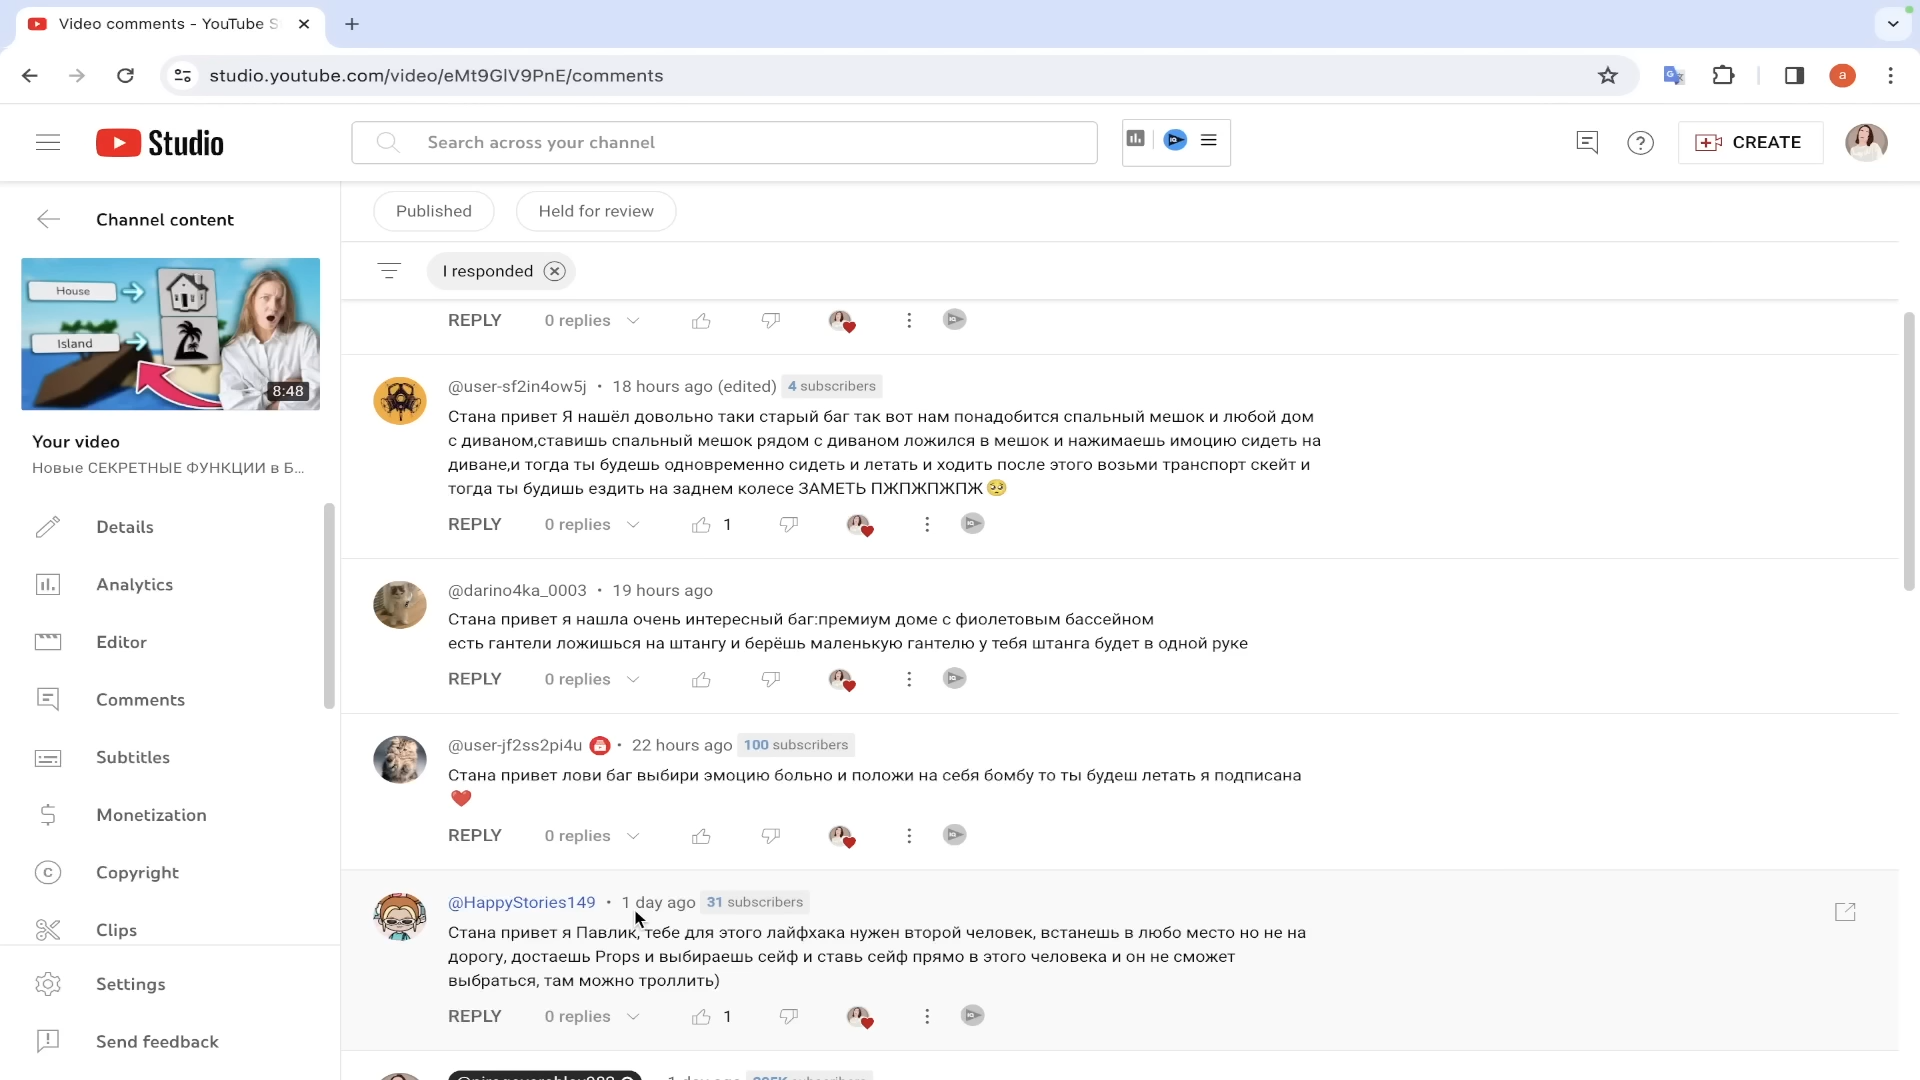 Video comments - YouTube S
studio.youtube.com/video/eMt9GlV9PnE/comments
a
Studio
Search across your channel
CREATE
Channel content
Published
Held for review
I responded
House
Island
8:48
Your video
Новые СЕКРЕТНЫЕ ФУНКЦИИ в Б...
Details
Analytics
Editor
Comments
Subtitles
Monetization
Copyright
Clips
Settings
Send feedback
REPLY 0 replies
@user-sf2in4ow5j • 18 hours ago (edited) 4 subscribers
Стана привет Я нашёл довольно таки старый баг так вот нам понадобится спальный мешок и любой дом
с диваном,ставишь спальный мешок рядом с диваном ложился в мешок и нажимаешь имоцию сидеть на
диване,и тогда ты будешь одновременно сидеть и летать и ходить после этого возьми транспорт скейт и
тогда ты будишь ездить на заднем колесе ЗАМЕТЬ ПЖПЖПЖПЖ🥺
REPLY 0 replies 1
@darino4ka_0003 • 19 hours ago
Стана привет я нашла очень интересный баг:премиум доме с фиолетовым бассейном
есть гантели ложишься на штангу и берёшь маленькую гантелю у тебя штанга будет в одной руке
REPLY 0 replies
@user-jf2ss2pi4u • 22 hours ago 100 subscribers
Стана привет лови баг выбири эмоцию больно и положи на себя бомбу то ты будеш летать я подписана
❤️
REPLY 0 replies
@HappyStories149 • 1 day ago 31 subscribers
Стана привет я Павлик, тебе для этого лайфхака нужен второй человек, встанешь в любо место но не на
дорогу, достаешь Props и выбираешь сейф и ставь сейф прямо в этого человека и он не сможет
выбраться, там можно троллить)
REPLY 0 replies 1